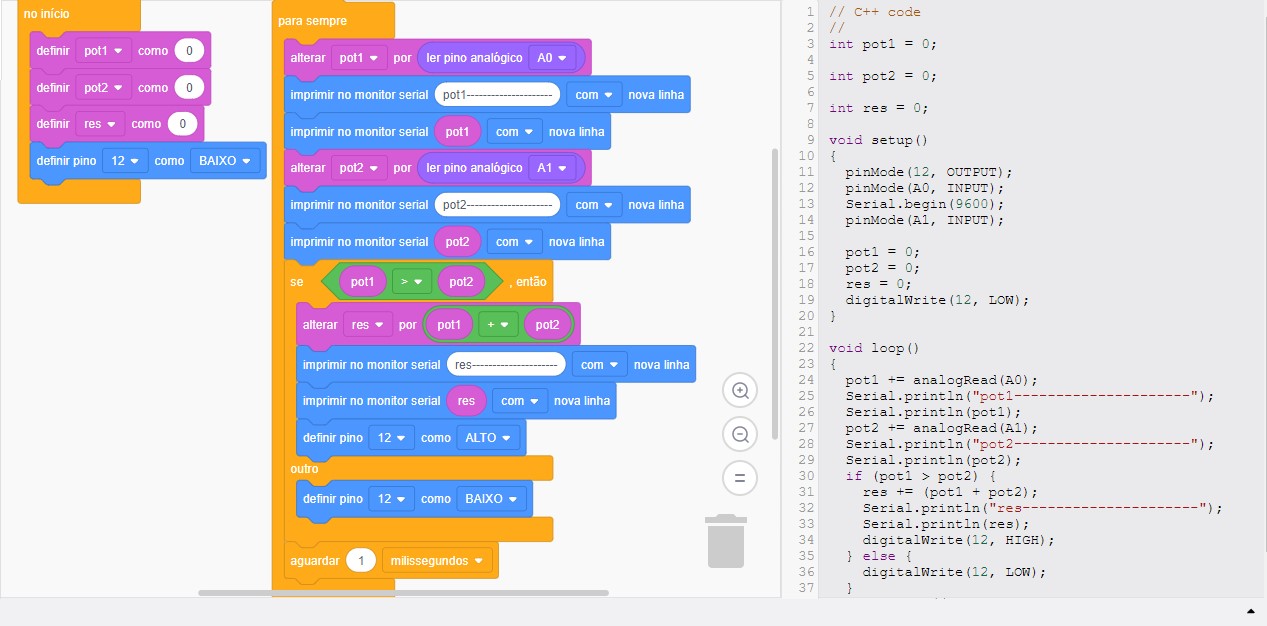 no início
definir pot1 como 0
definir pot2 como 0
definir res como 0
definir pino 12 como BAIXO
para sempre
alterar pot1 por ler pino analógico A0
imprimir no monitor serial pot1--------------------- com nova linha
imprimir no monitor serial pot1 com nova linha
alterar pot2 por ler pino analógico A1
imprimir no monitor serial pot2--------------------- com nova linha
imprimir no monitor serial pot2 com nova linha
se pot1 > pot2 , então
alterar res por pot1 + pot2
imprimir no monitor serial res--------------------- com nova linha
imprimir no monitor serial res com nova linha
definir pino 12 como ALTO
outro
definir pino 12 como BAIXO
aguardar 1 milissegundos
1 // C++ code
2 //
3 int pot1 = 0;
4
5 int pot2 = 0;
6
7 int res = 0;
8
9 void setup()
10 {
11 pinMode(12, OUTPUT);
12 pinMode(A0, INPUT);
13 Serial.begin(9600);
14 pinMode(A1, INPUT);
15
16 pot1 = 0;
17 pot2 = 0;
18 res = 0;
19 digitalWrite(12, LOW);
20 }
21
22 void loop()
23 {
24 pot1 += analogRead(A0);
25 Serial.println("pot1---------------------");
26 Serial.println(pot1);
27 pot2 += analogRead(A1);
28 Serial.println("pot2---------------------");
29 Serial.println(pot2);
30 if (pot1 > pot2) {
31 res += (pot1 + pot2);
32 Serial.println("res---------------------");
33 Serial.println(res);
34 digitalWrite(12, HIGH);
35 } else {
36 digitalWrite(12, LOW);
37 }